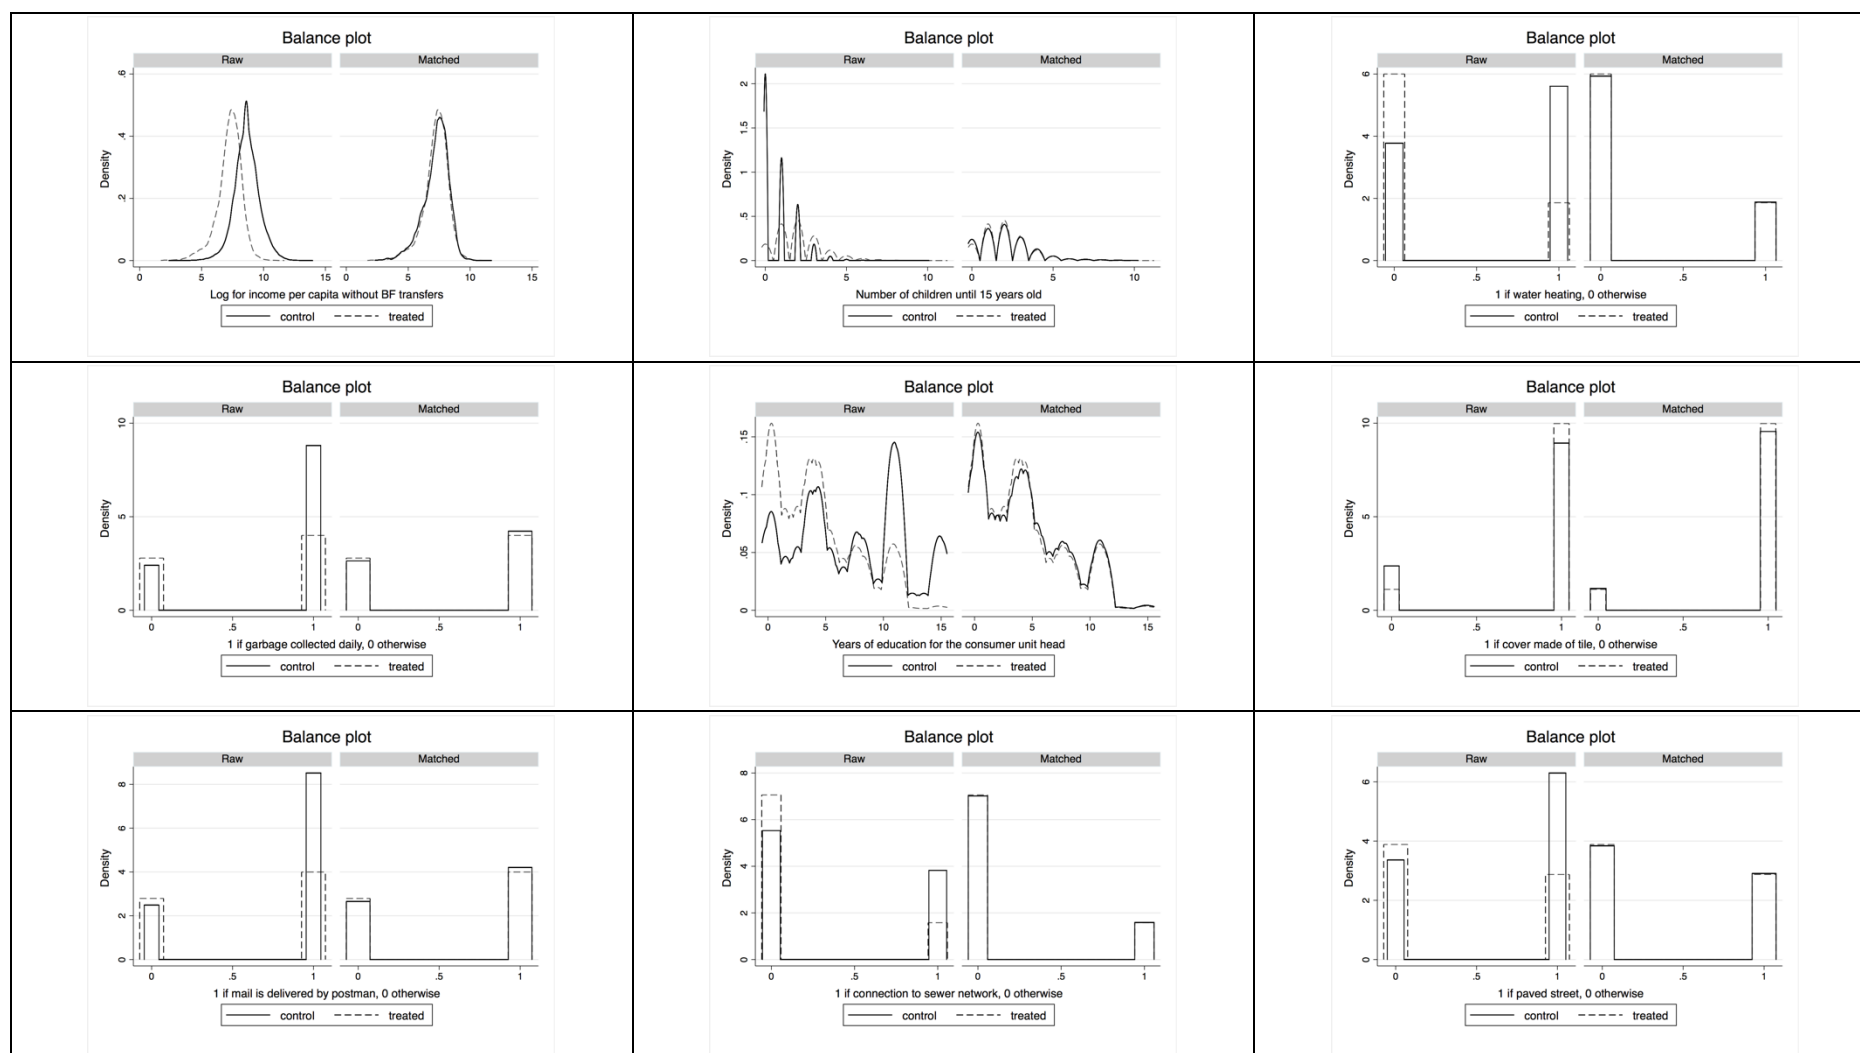 Balance plot
Raw Matched
Density
0 .2 .4 .6
0 5 10 15 0 5 10 15
Log for income per capita without BF transfers
control treated
Balance plot
Raw Matched
Density
0 .5 1 1.5 2
0 5 10 0 5 10
Number of children until 15 years old
control treated
Balance plot
Raw Matched
Density
0 2 4 6
0 .5 1 0 .5 1
1 if water heating, 0 otherwise
control treated
Balance plot
Raw Matched
Density
0 5 10
0 .5 1 0 .5 1
1 if garbage collected daily, 0 otherwise
control treated
Balance plot
Raw Matched
Density
0 .05 .1 .15
0 5 10 15 0 5 10 15
Years of education for the consumer unit head
control treated
Balance plot
Raw Matched
Density
0 5 10
0 .5 1 0 .5 1
1 if cover made of tile, 0 otherwise
control treated
Balance plot
Raw Matched
Density
0 2 4 6 8
0 .5 1 0 .5 1
1 if mail is delivered by postman, 0 otherwise
control treated
Balance plot
Raw Matched
Density
0 2 4 6 8
0 .5 1 0 .5 1
1 if connection to sewer network, 0 otherwise
control treated
Balance plot
Raw Matched
Density
0 2 4 6
0 .5 1 0 .5 1
1 if paved street, 0 otherwise
control treated